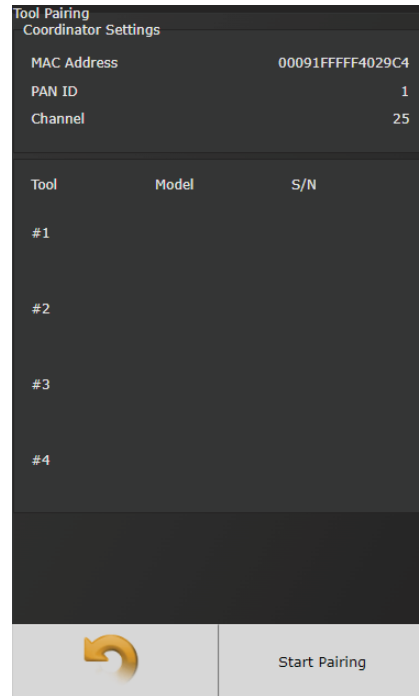 Tool Pairing
Coordinator Settings
MAC Address 00091FFFFF4029C4
PAN ID 1
Channel 25
Tool Model S/N
#1
#2
#3
#4
Start Pairing